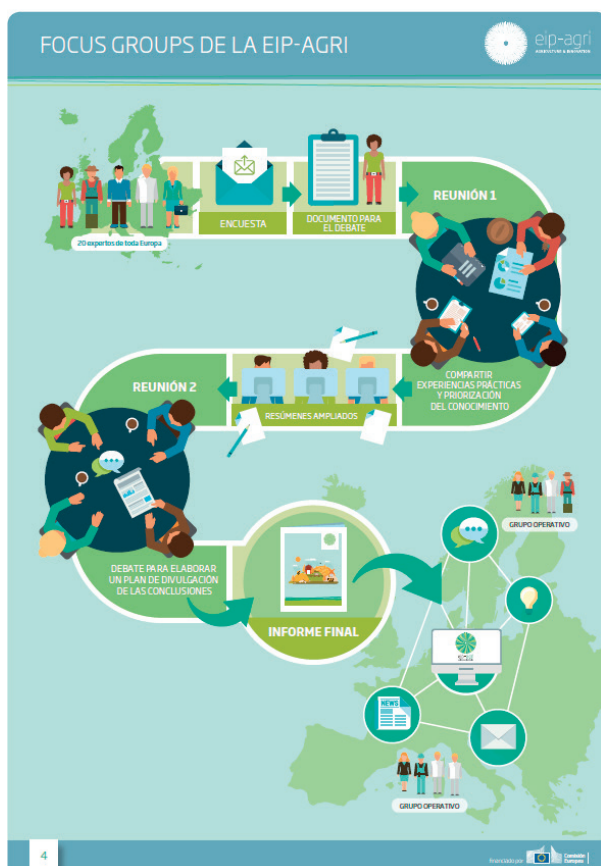 FOCUS GROUPS DE LA EIP-AGRI
eip-agri
AGRICULTURE & INNOVATION
20 expertos de toda Europa
ENCUESTA
DOCUMENTO PARA
EL DEBATE
REUNIÓN 1
COMPARTIR
EXPERIENCIAS PRÁCTICAS
Y PRIORIZACIÓN
DEL CONOCIMIENTO
RESÚMENES AMPLIADOS
REUNIÓN 2
DEBATE PARA ELABORAR
UN PLAN DE DIVULGACIÓN
DE LAS CONCLUSIONES
INFORME FINAL
GRUPO OPERATIVO
NEWS
GRUPO OPERATIVO
4
financiado por
Comisión
Europea